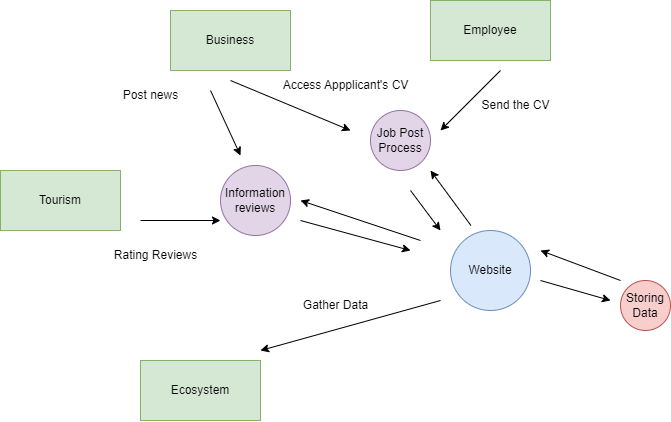 Business
Employee
Post news
Access Appplicant's CV
Send the CV
Job Post
Process
Tourism
Information
reviews
Rating Reviews
Website
Storing
Data
Gather Data
Ecosystem